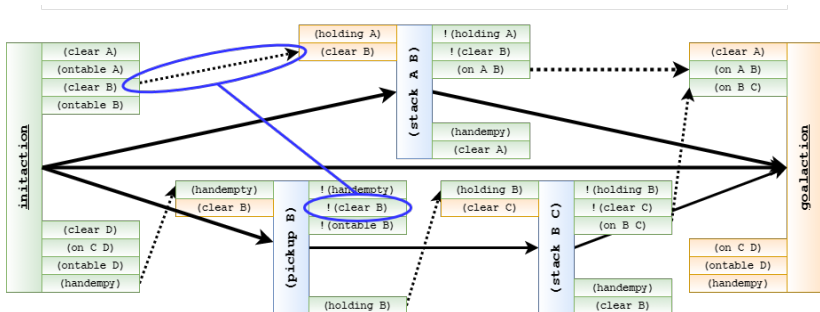 initaction
(clear A)
(ontable A)
(clear B)
(ontable B)
(clear D)
(on C D)
(ontable D)
(handempy)
(holding A)
(clear B)
(stack A B)
!(holding A)
!(clear B)
(on A B)
(handempy)
(clear A)
(handempty)
(clear B)
(pickup B)
!(handempty)
!(clear B)
!(ontable B)
(holding B)
(holding B)
(clear C)
(stack B C)
!(holding B)
!(clear C)
(on B C)
(handempy)
(clear B)
(clear A)
(on A B)
(on B C)
(on C D)
(ontable D)
(handempy)
goalaction